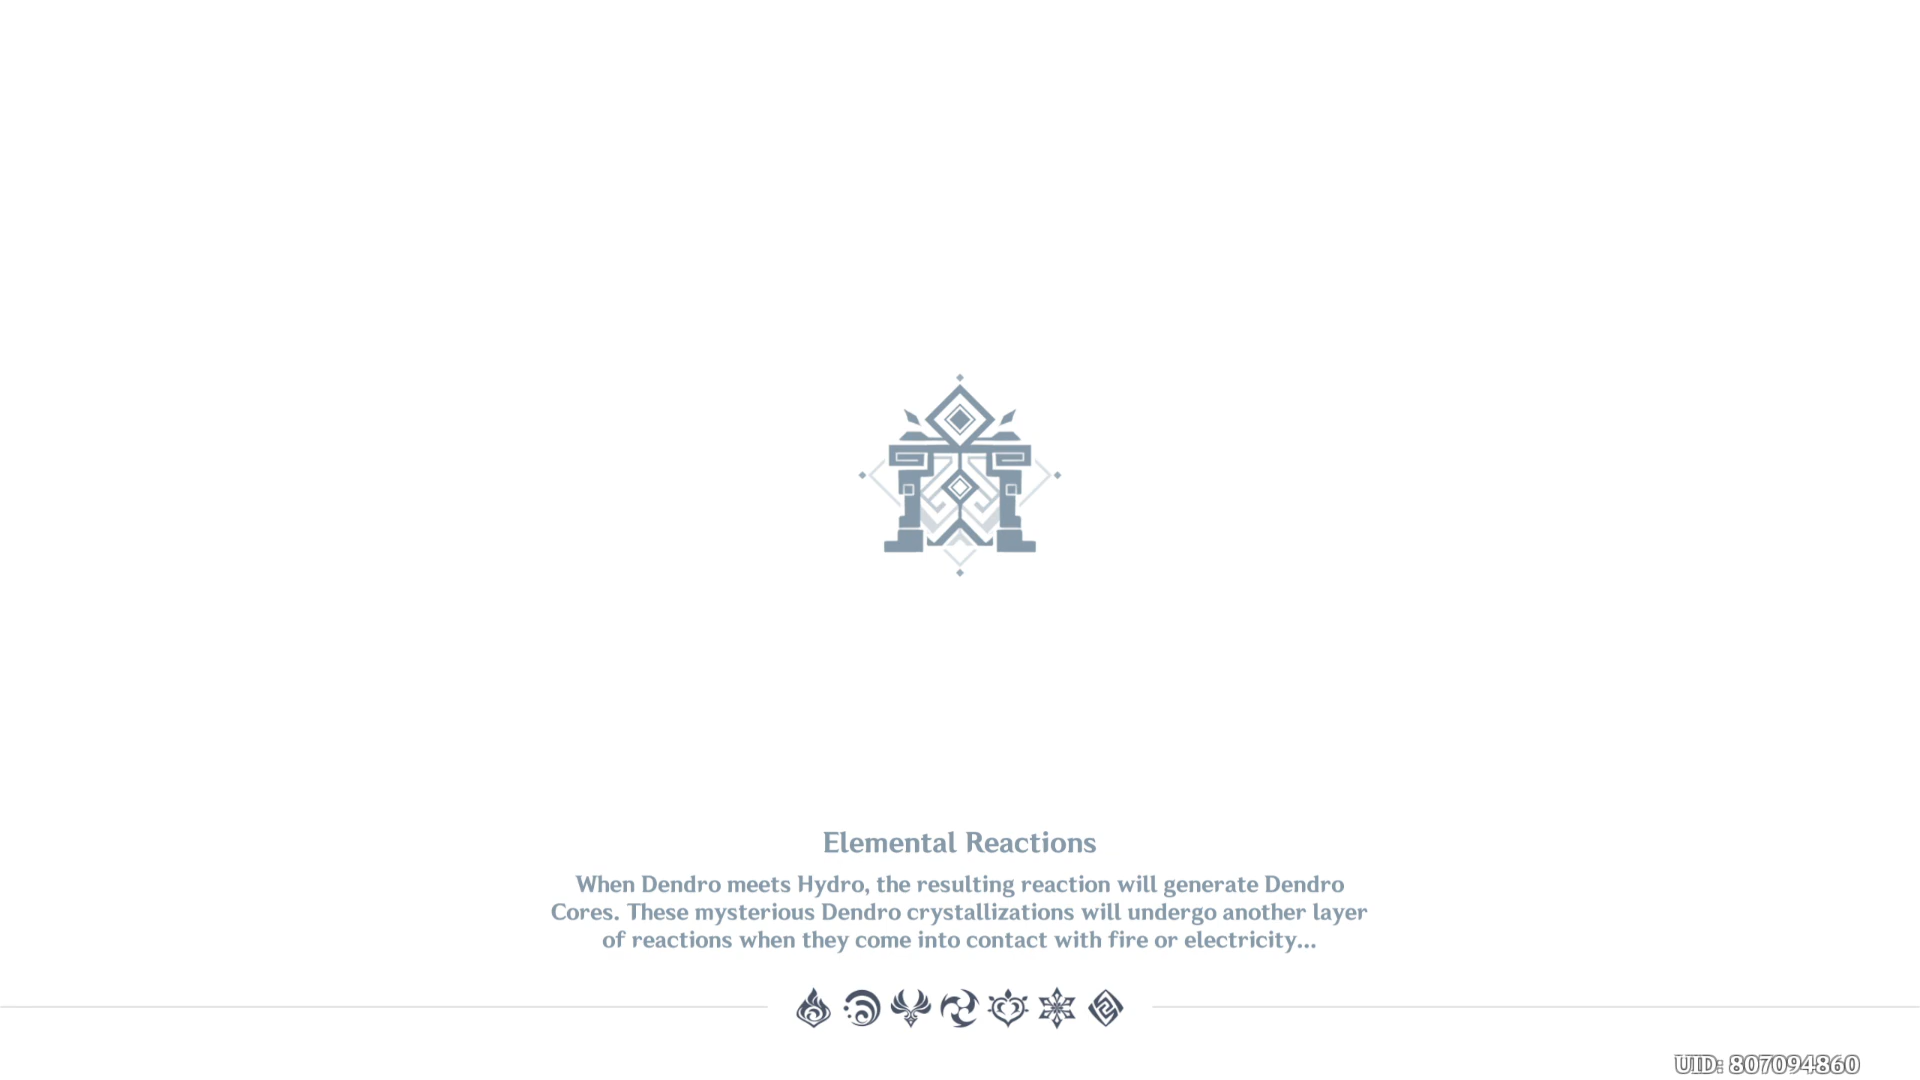 Elemental Reactions
When Dendro meets Hydro, the resulting reaction will generate Dendro
Cores. These mysterious Dendro crystallizations will undergo another layer
of reactions when they come into contact with fire or electricity...
UID: 807094860